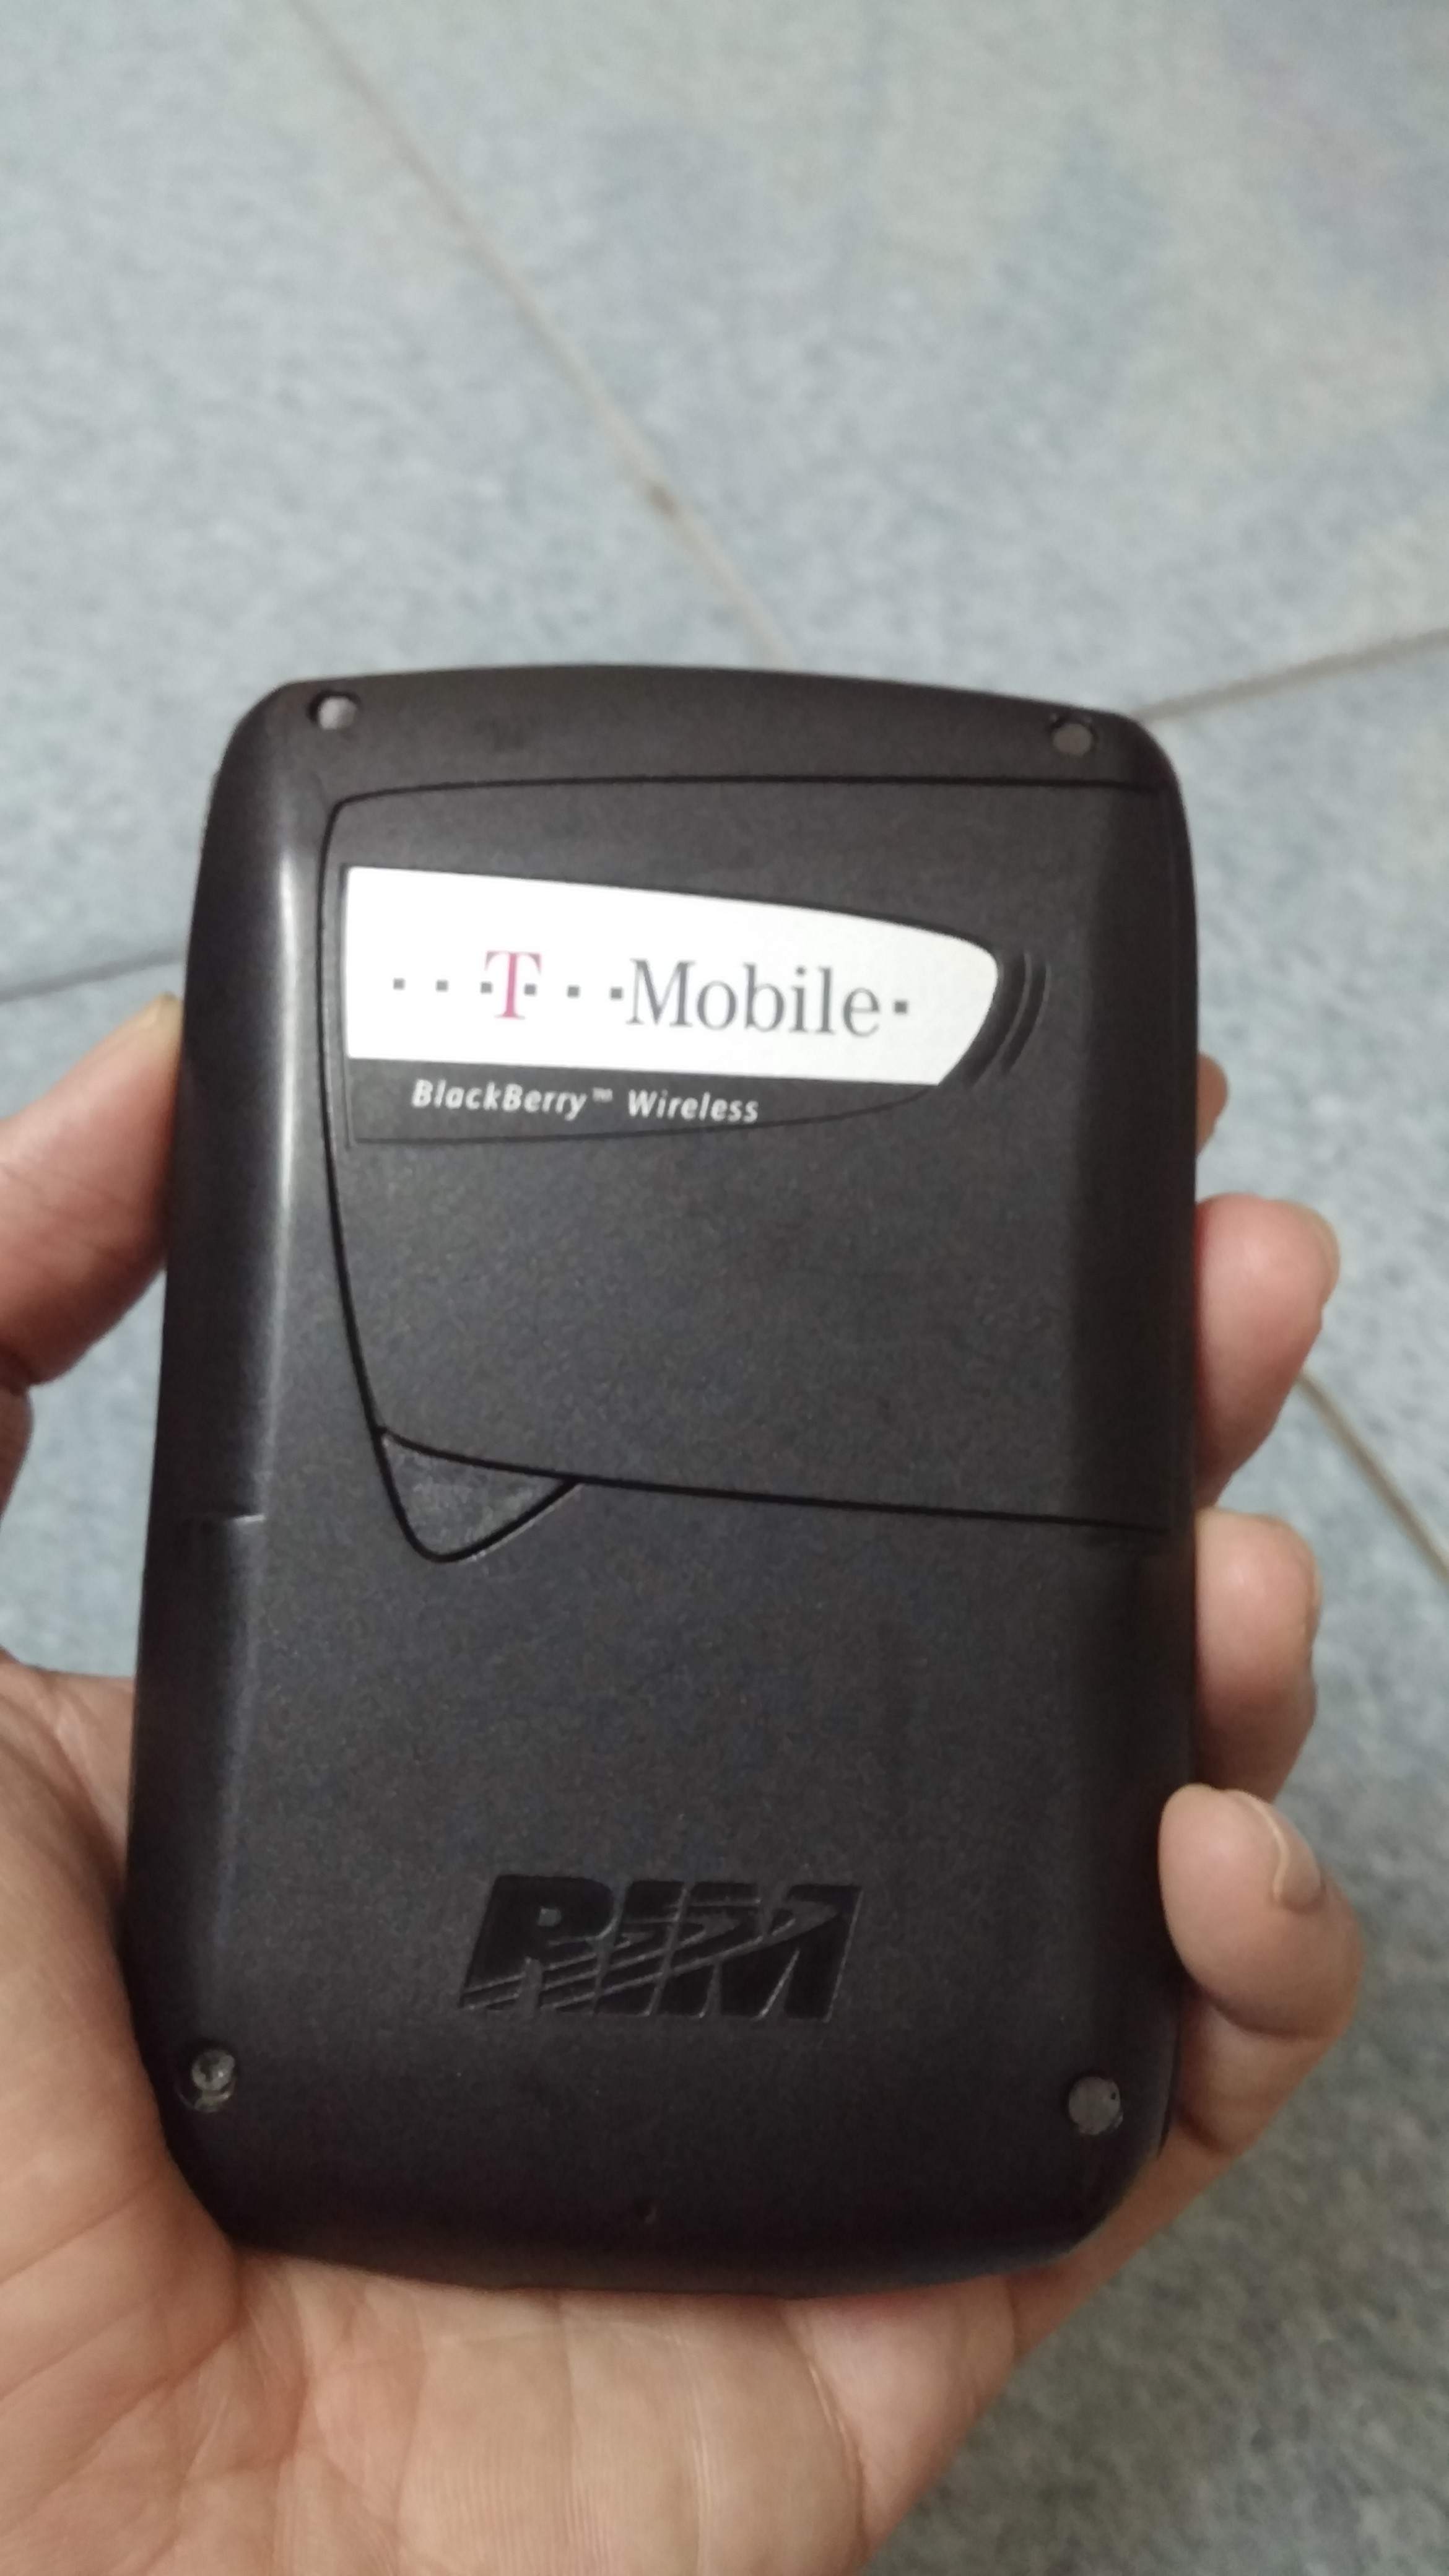 · · ·T· · ·Mobile·
BlackBerry™ Wireless
RIM